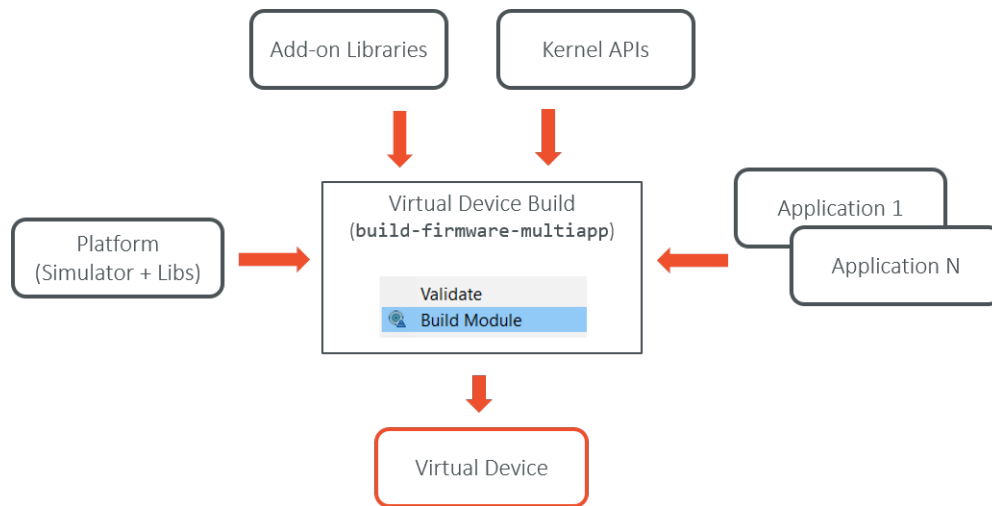 Add-on Libraries
Kernel APIs
Virtual Device Build
(build-firmware-multiapp)
Validate
Build Module
Platform
(Simulator + Libs)
Application 1
Application N
Virtual Device